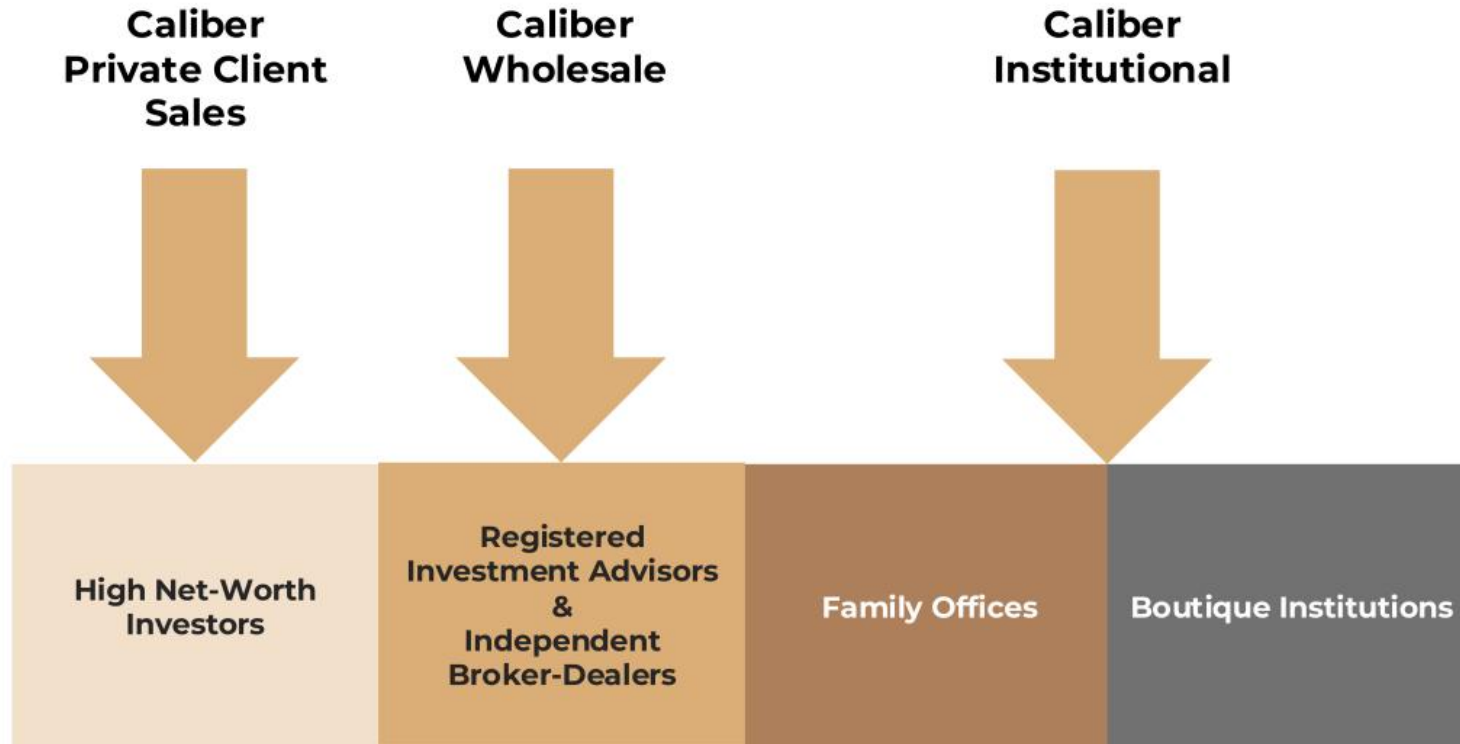 Caliber
Private Client
Sales
Caliber
Wholesale
Caliber
Institutional
High Net-Worth
Investors
Registered
Investment Advisors
&
Independent
Broker-Dealers
Family Offices
Boutique Institutions